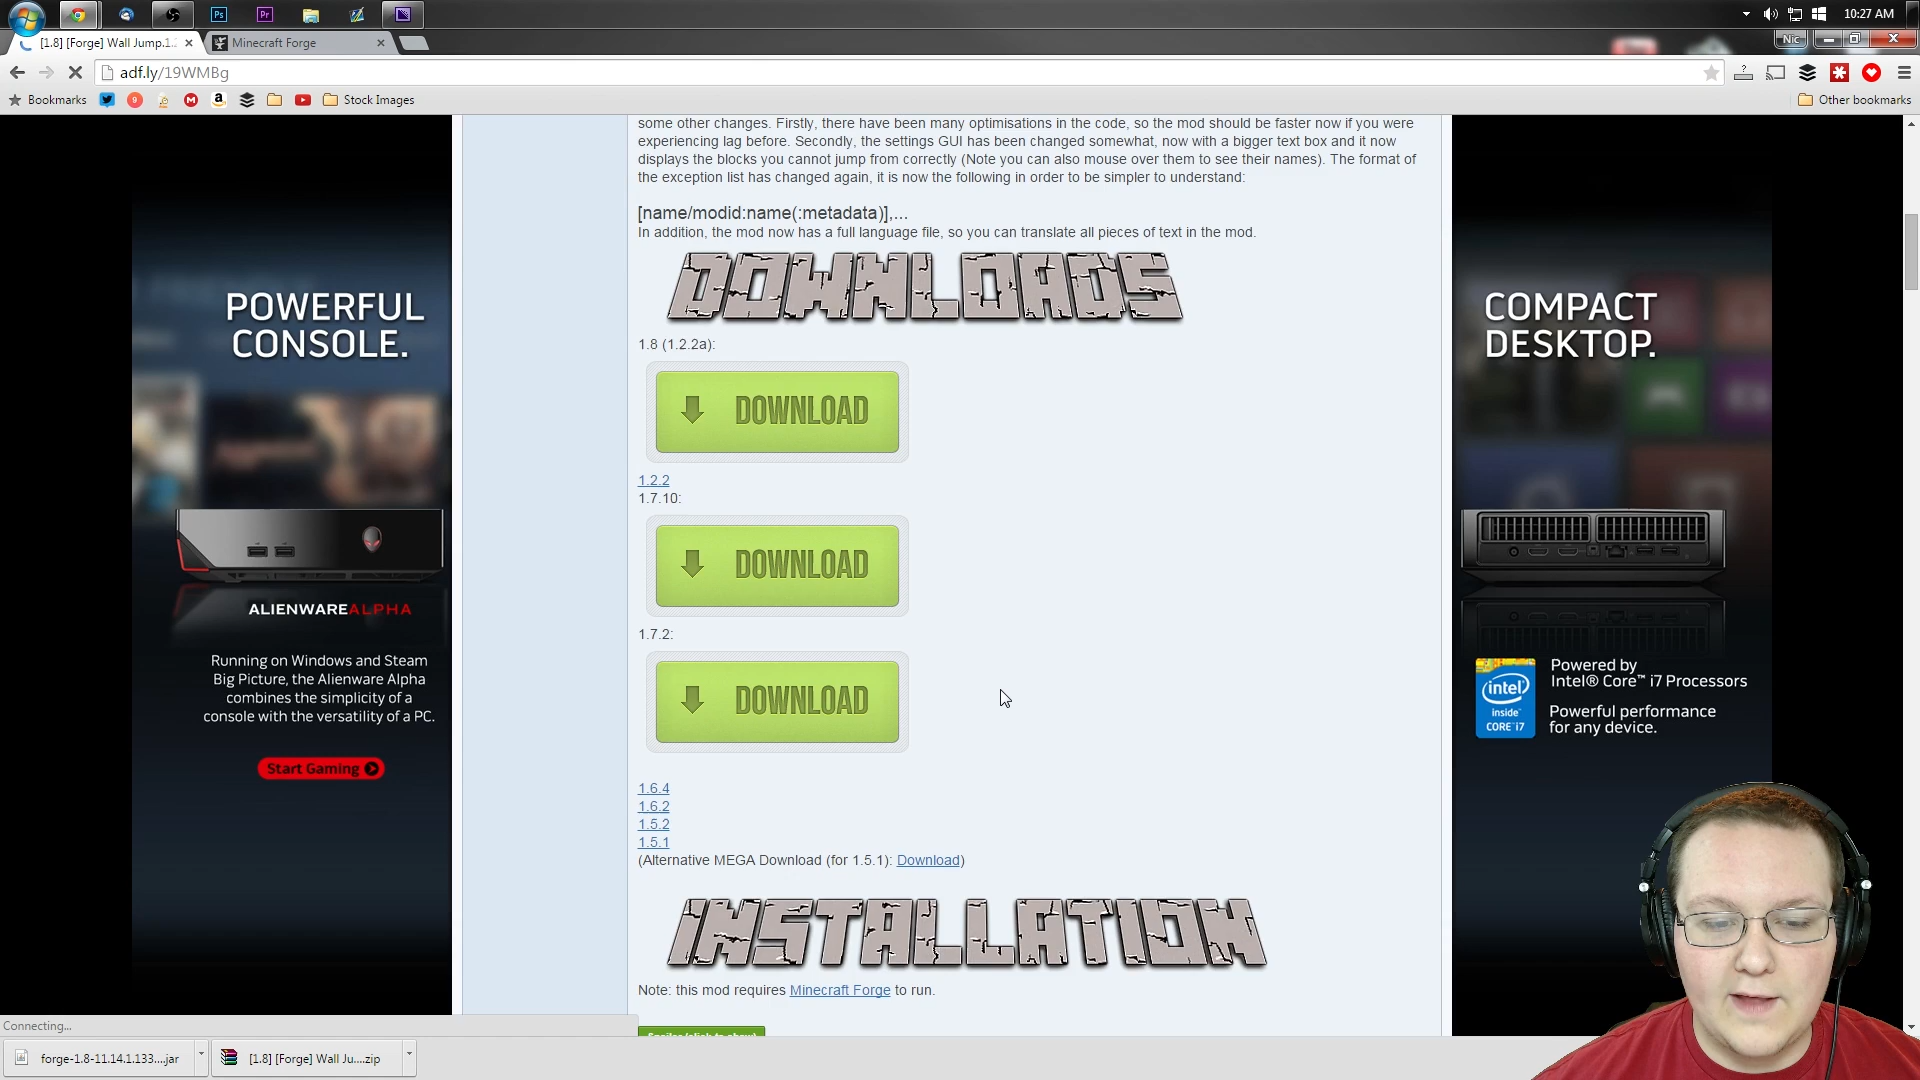 Ps
Pr
10:27 AM
[1.8] [Forge] Wall Jump.1.2
Minecraft Forge
Nic
adf.ly/19WMBg
Bookmarks
9
Stock Images
Other bookmarks
some other changes. Firstly, there have been many optimisations in the code, so the mod should be faster now if you were
experiencing lag before. Secondly, the settings GUI has been changed somewhat, now with a bigger text box and it now
displays the blocks you cannot jump from correctly (Note you can also mouse over them to see their names). The format of
the exception list has changed again, it is now the following in order to be simpler to understand:
[name/modid:name(:metadata)],...
In addition, the mod now has a full language file, so you can translate all pieces of text in the mod.
DOWNLOADS
1.8 (1.2.2a):
DOWNLOAD
1.2.2
1.7.10:
DOWNLOAD
1.7.2:
DOWNLOAD
1.6.4
1.6.2
1.5.2
1.5.1
(Alternative MEGA Download (for 1.5.1): Download)
INSTALLATION
Note: this mod requires Minecraft Forge to run.
POWERFUL
CONSOLE.
ALIENWARE ALPHA
Running on Windows and Steam
Big Picture, the Alienware Alpha
combines the simplicity of a
console with the versatility of a PC.
Start Gaming
COMPACT
DESKTOP.
intel
inside
CORE i7
Powered by
Intel® Core™ i7 Processors
Powerful performance
for any device.
Connecting...
forge-1.8-11.14.1.133....jar
[1.8] [Forge] Wall Ju....zip